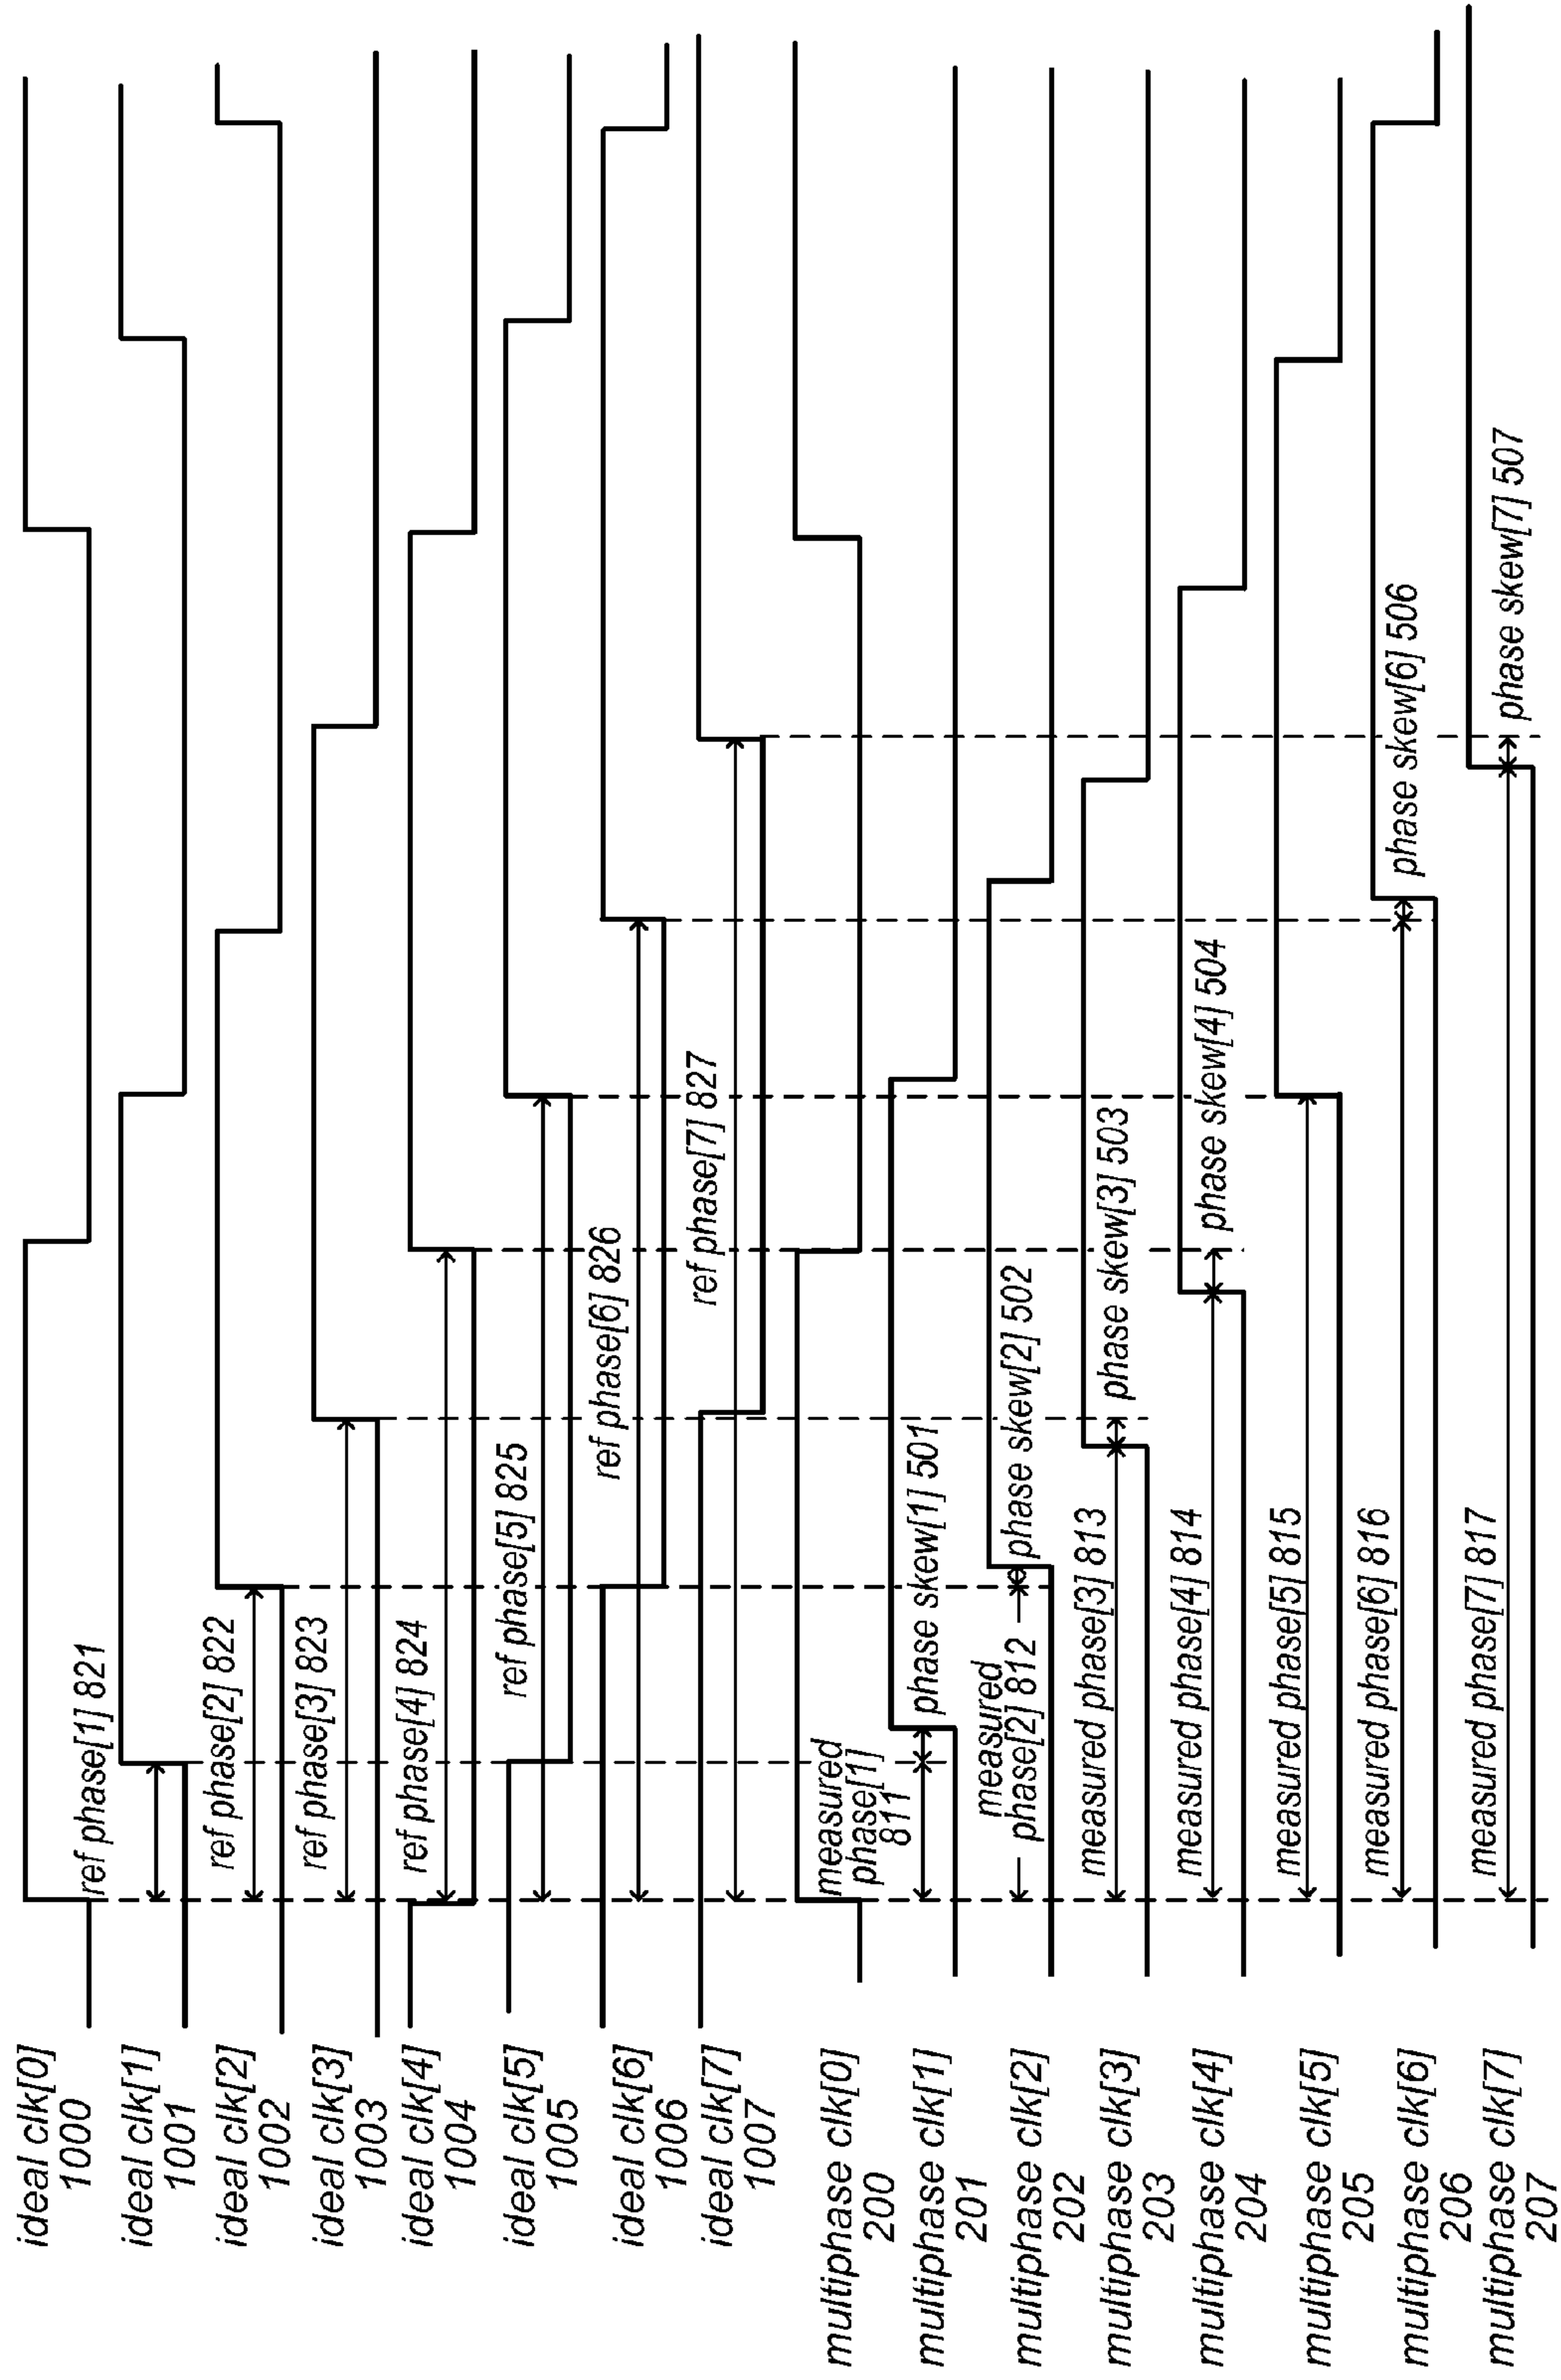 ideal clk[0]
1000
ref phase[1] 821
ideal clk[1]
1001
ref phase[2] 822
ideal clk[2]
1002
ref phase[3] 823
ideal clk[3]
1003
ref phase[4] 824
ideal clk[4]
1004
ref phase[5] 825
ideal clk[5]
1005
ref phase[6] 826
ideal clk[6]
1006
ref phase[7] 827
ideal clk[7]
1007
multiphase clk[0]
200
measured
phase[1]
811
phase skew[1] 501
multiphase clk[1]
201
measured
phase[2] 812
phase skew[2] 502
multiphase clk[2]
202
measured phase[3] 813
phase skew[3] 503
multiphase clk[3]
203
measured phase[4] 814
phase skew[4] 504
multiphase clk[4]
204
measured phase[5] 815
multiphase clk[5]
205
measured phase[6] 816
phase skew[6] 506
multiphase clk[6]
206
measured phase[7] 817
phase skew[7] 507
multiphase clk[7]
207